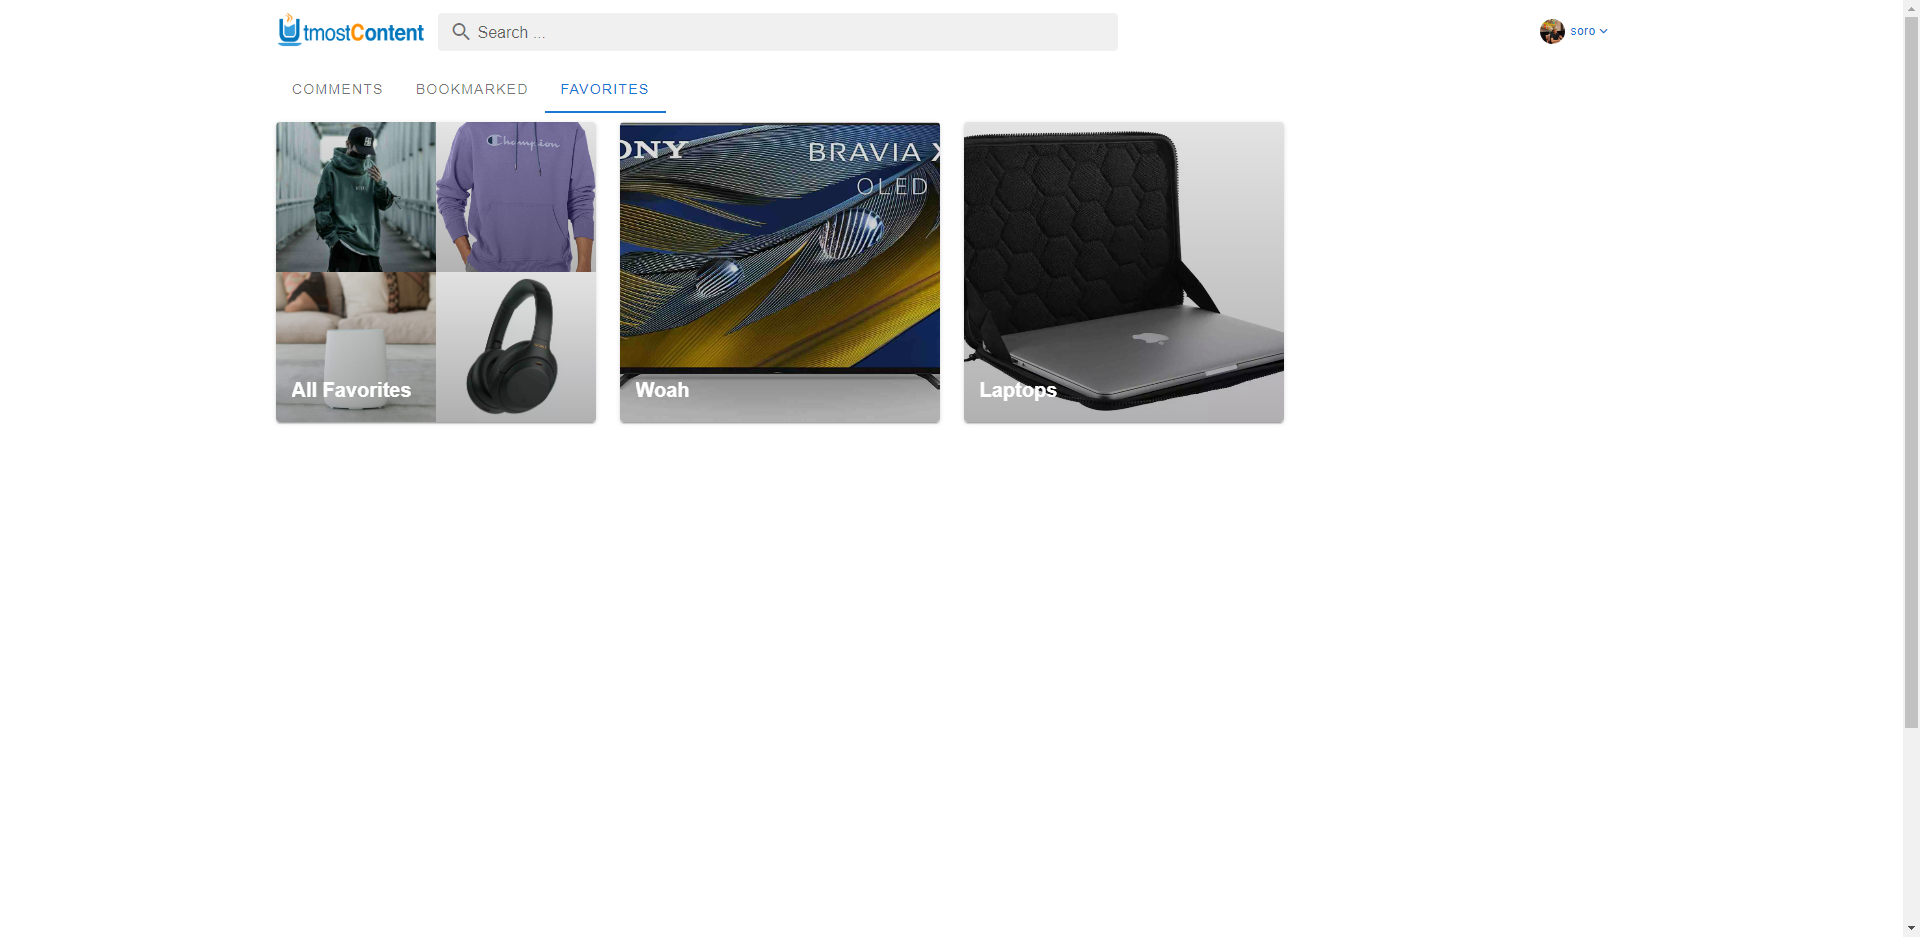 UtmostContent
Search ...
soro
COMMENTS
BOOKMARKED
FAVORITES
Champion
ONY
BRAVIA X
OLED
All Favorites
Woah
Laptops